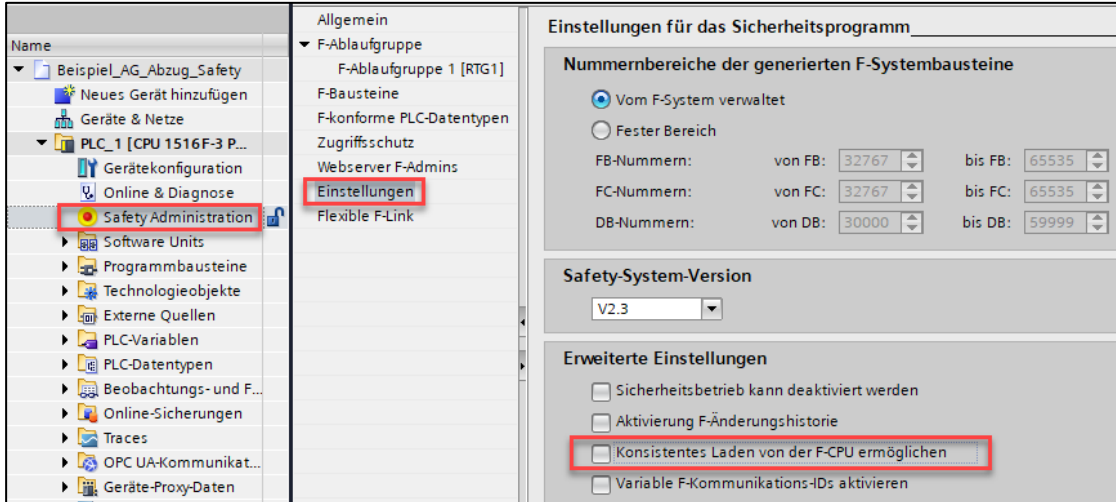 Name
Beispiel_AG_Abzug_Safety
Neues Gerät hinzufügen
Geräte & Netze
PLC_1 [CPU 1516F-3 P...
Gerätekonfiguration
Online & Diagnose
Safety Administration
Software Units
Programmbausteine
Technologieobjekte
Externe Quellen
PLC-Variablen
PLC-Datentypen
Beobachtungs- und F...
Online-Sicherungen
Traces
OPC UA-Kommunikat...
Geräte-Proxy-Daten
Allgemein
F-Ablaufgruppe
F-Ablaufgruppe 1 [RTG1]
F-Bausteine
F-konforme PLC-Datentypen
Zugriffsschutz
Webserver F-Admins
Einstellungen
Flexible F-Link
Einstellungen für das Sicherheitsprogramm
Nummernbereiche der generierten F-Systembausteine
Vom F-System verwaltet
Fester Bereich
FB-Nummern: von FB: 32767 bis FB: 65535
FC-Nummern: von FC: 32767 bis FC: 65535
DB-Nummern: von DB: 30000 bis DB: 59999
Safety-System-Version
V2.3
Erweiterte Einstellungen
Sicherheitsbetrieb kann deaktiviert werden
Aktivierung F-Änderungshistorie
Konsistentes Laden von der F-CPU ermöglichen
Variable F-Kommunikations-IDs aktivieren